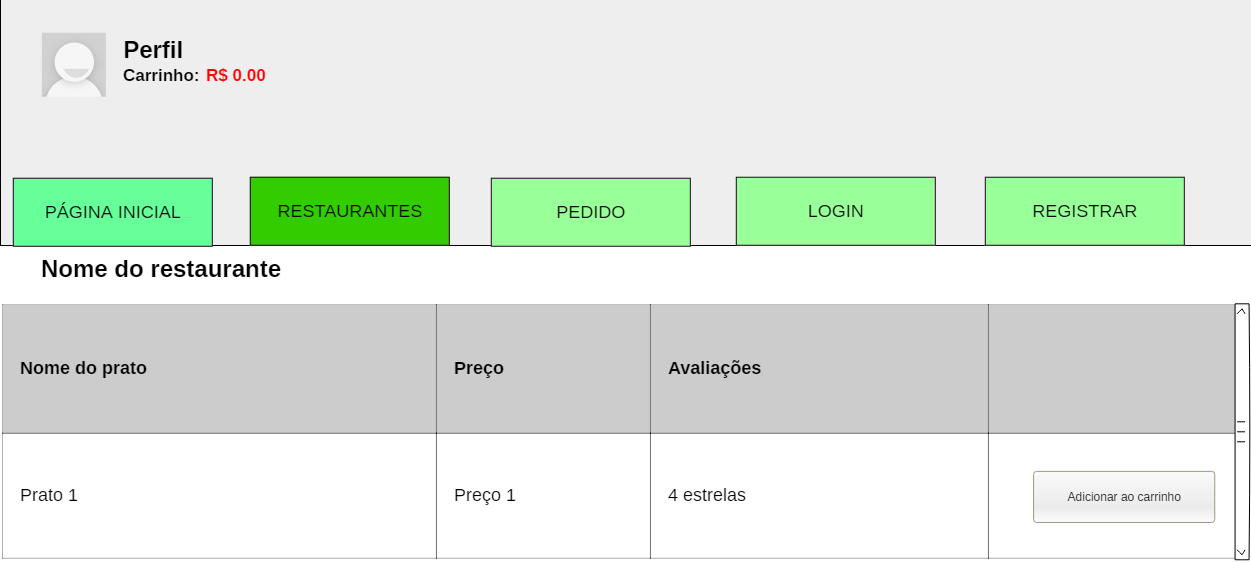 Perfil
Carrinho: R$ 0.00
PÁGINA INICIAL
RESTAURANTES
PEDIDO
LOGIN
REGISTRAR
Nome do restaurante
Nome do prato
Preço
Avaliações
Prato 1
Preço 1
4 estrelas
Adicionar ao carrinho